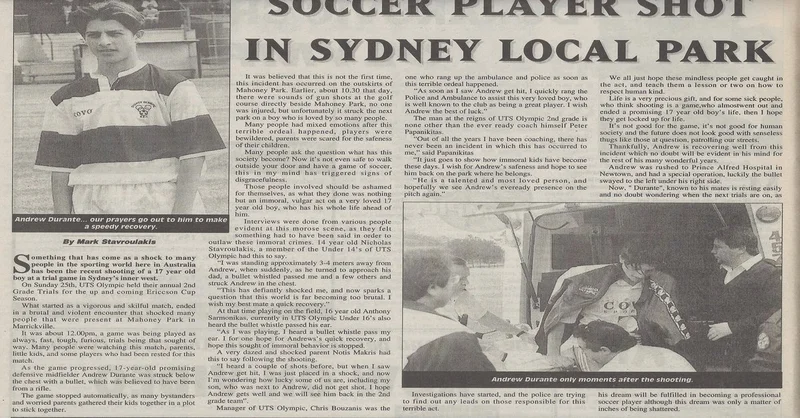 SOCCER PLAYER SHOT
IN SYDNEY LOCAL PARK
COVO
Andrew Durante... our prayers go out to him to make
a speedy recovery.
By Mark Stavroulakis
Something that has come as a shock to many
people in the sporting world here in Australia
has been the recent shooting of a 17 year old
boy at a trial game in Sydney's inner west.
On Sunday 25th, UTS Olympic held their annual 2nd
Grade Trials for the up and coming Ericcson Cup
Season.
What started as a vigorous and skilful match, ended
in a brutal and violent encounter that shocked many
people that were present at Mahoney Park in
Marrickville.
It was about 12.00pm, a game was being played as
always, fast, tough, furious, trials being that sought of
way. Many people were watching this match, parents,
little kids, and some players who had been rested for this
match.
As the game progressed, 17-year-old promising
defensive midfielder Andrew Durante was struck below
the chest with a bullet, which was believed to have been
from a rifle.
The game stopped automatically, as many bystanders
and worried parents gathered their kids together in a plot
to stick together.
It was believed that this is not the first time,
this incident has occurred on the outskirts of
Mahoney Park. Earlier, about 10.30 that day,
there were sounds of gun shots at the golf
course directly beside Mahoney Park, no one
was injured, but unfortunately it struck the next
park on a boy who is loved by so many people.
Many people had mixed emotions after this
terrible ordeal happened, players were
bewildered, parents were scared for the safeness
of their children.
Many people ask the question what has this
society become? Now it's not even safe to walk
outside your door and have a game of soccer,
this in my mind has triggered signs of
disgracefulness.
Those people involved should be ashamed
for themselves, as what they done was nothing
but an immoral, vulgar act on a very loved 17
year old boy, who has his whole life ahead of
him.
Interviews were done from various people
evident at this morose scene, as they felt
something had to have been said in order to
outlaw these immoral crimes. 14 year old Nicholas
Stavroulakis, a member of the Under 14's of UTS
Olympic had this to say.
"I was standing approximately 3-4 meters away from
Andrew, when suddenly, as he turned to approach his
dad, a bullet whistled passed me and a few others and
struck Andrew in the chest.
"This has defiantly shocked me, and now sparks a
question that this world is far becoming too brutal. I
wish my best mate a quick recovery."
At that time playing on the field, 16 year old Anthony
Sarmonikas, currently in UTS Olympic Under 16's also
heard the bullet whistle passed his ear.
"As I was playing, I heard a bullet whistle pass my
ear. I for one hope for Andrews's quick recovery, and
hope this sought of immoral behavior is stopped.
A very dazed and shocked parent Notis Makris had
this to say following the shooting.
"I heard a couple of shots before, but when I saw
Andrew get hit, I was just placed in a shock, and now
I'm wondering how lucky some of us are, including my
son, who was next to Andrew, did not get shot. I hope
Andrew gets well and we will see him back in the 2nd
grade team".
Manager of UTS Olympic, Chris Bouzanis was the
one who rang up the ambulance and police as soon as
this terrible ordeal happened.
"As soon as I saw Andrew get hit, I quickly rang the
Police and Ambulance to assist this very loved boy, who
is well known to the club as being a great player. I wish
Andrew the best of luck."
The man at the reigns of UTS Olympic 2nd grade is
none other than the ever ready coach himself Peter
Papanikitas.
"Out of all the years I have been coaching, there has
never been an incident in which this has occurred to
me," said Papanikitas
"It just goes to show how immoral kids have become
these days. I wish for Andrew's safeness and hope to see
him back on the park where he belongs.
"He is a talented and most loved person, and
hopefully we see Andrew's everready presence on the
pitch again."
We all just hope these mindless people get caught in
the act, and teach them a lesson or two on how to
respect human kind.
Life is a very precious gift, and for some sick people,
who think shooting is a game,who almostwent out and
ended a promising 17 year old boy's life, then I hope
they get locked up for life.
It's not good for the game, it's not good for human
society and the future does not look good with senseless
things like those of question, patrolling our streets.
Thankfully, Andrew is recovering well from this
incident which no doubt will be evident in his mind for
the rest of his many wonderful years.
Andrew was rushed to Prince Alfred Hospital in
Newtown, and had a special operation, luckily the bullet
swayed to the left under his right side.
Now, " Durante", known to his mates is resting easily
and no doubt wondering when the next trials are on, as
Andrew Durante only moments after the shooting.
Investigations have started, and the police are trying
to find out any leads on those responsible for this
terrible act.
his dream will be fulfilled in becoming a professional
soccer player although this dream was only a matter of
inches of being shattered.